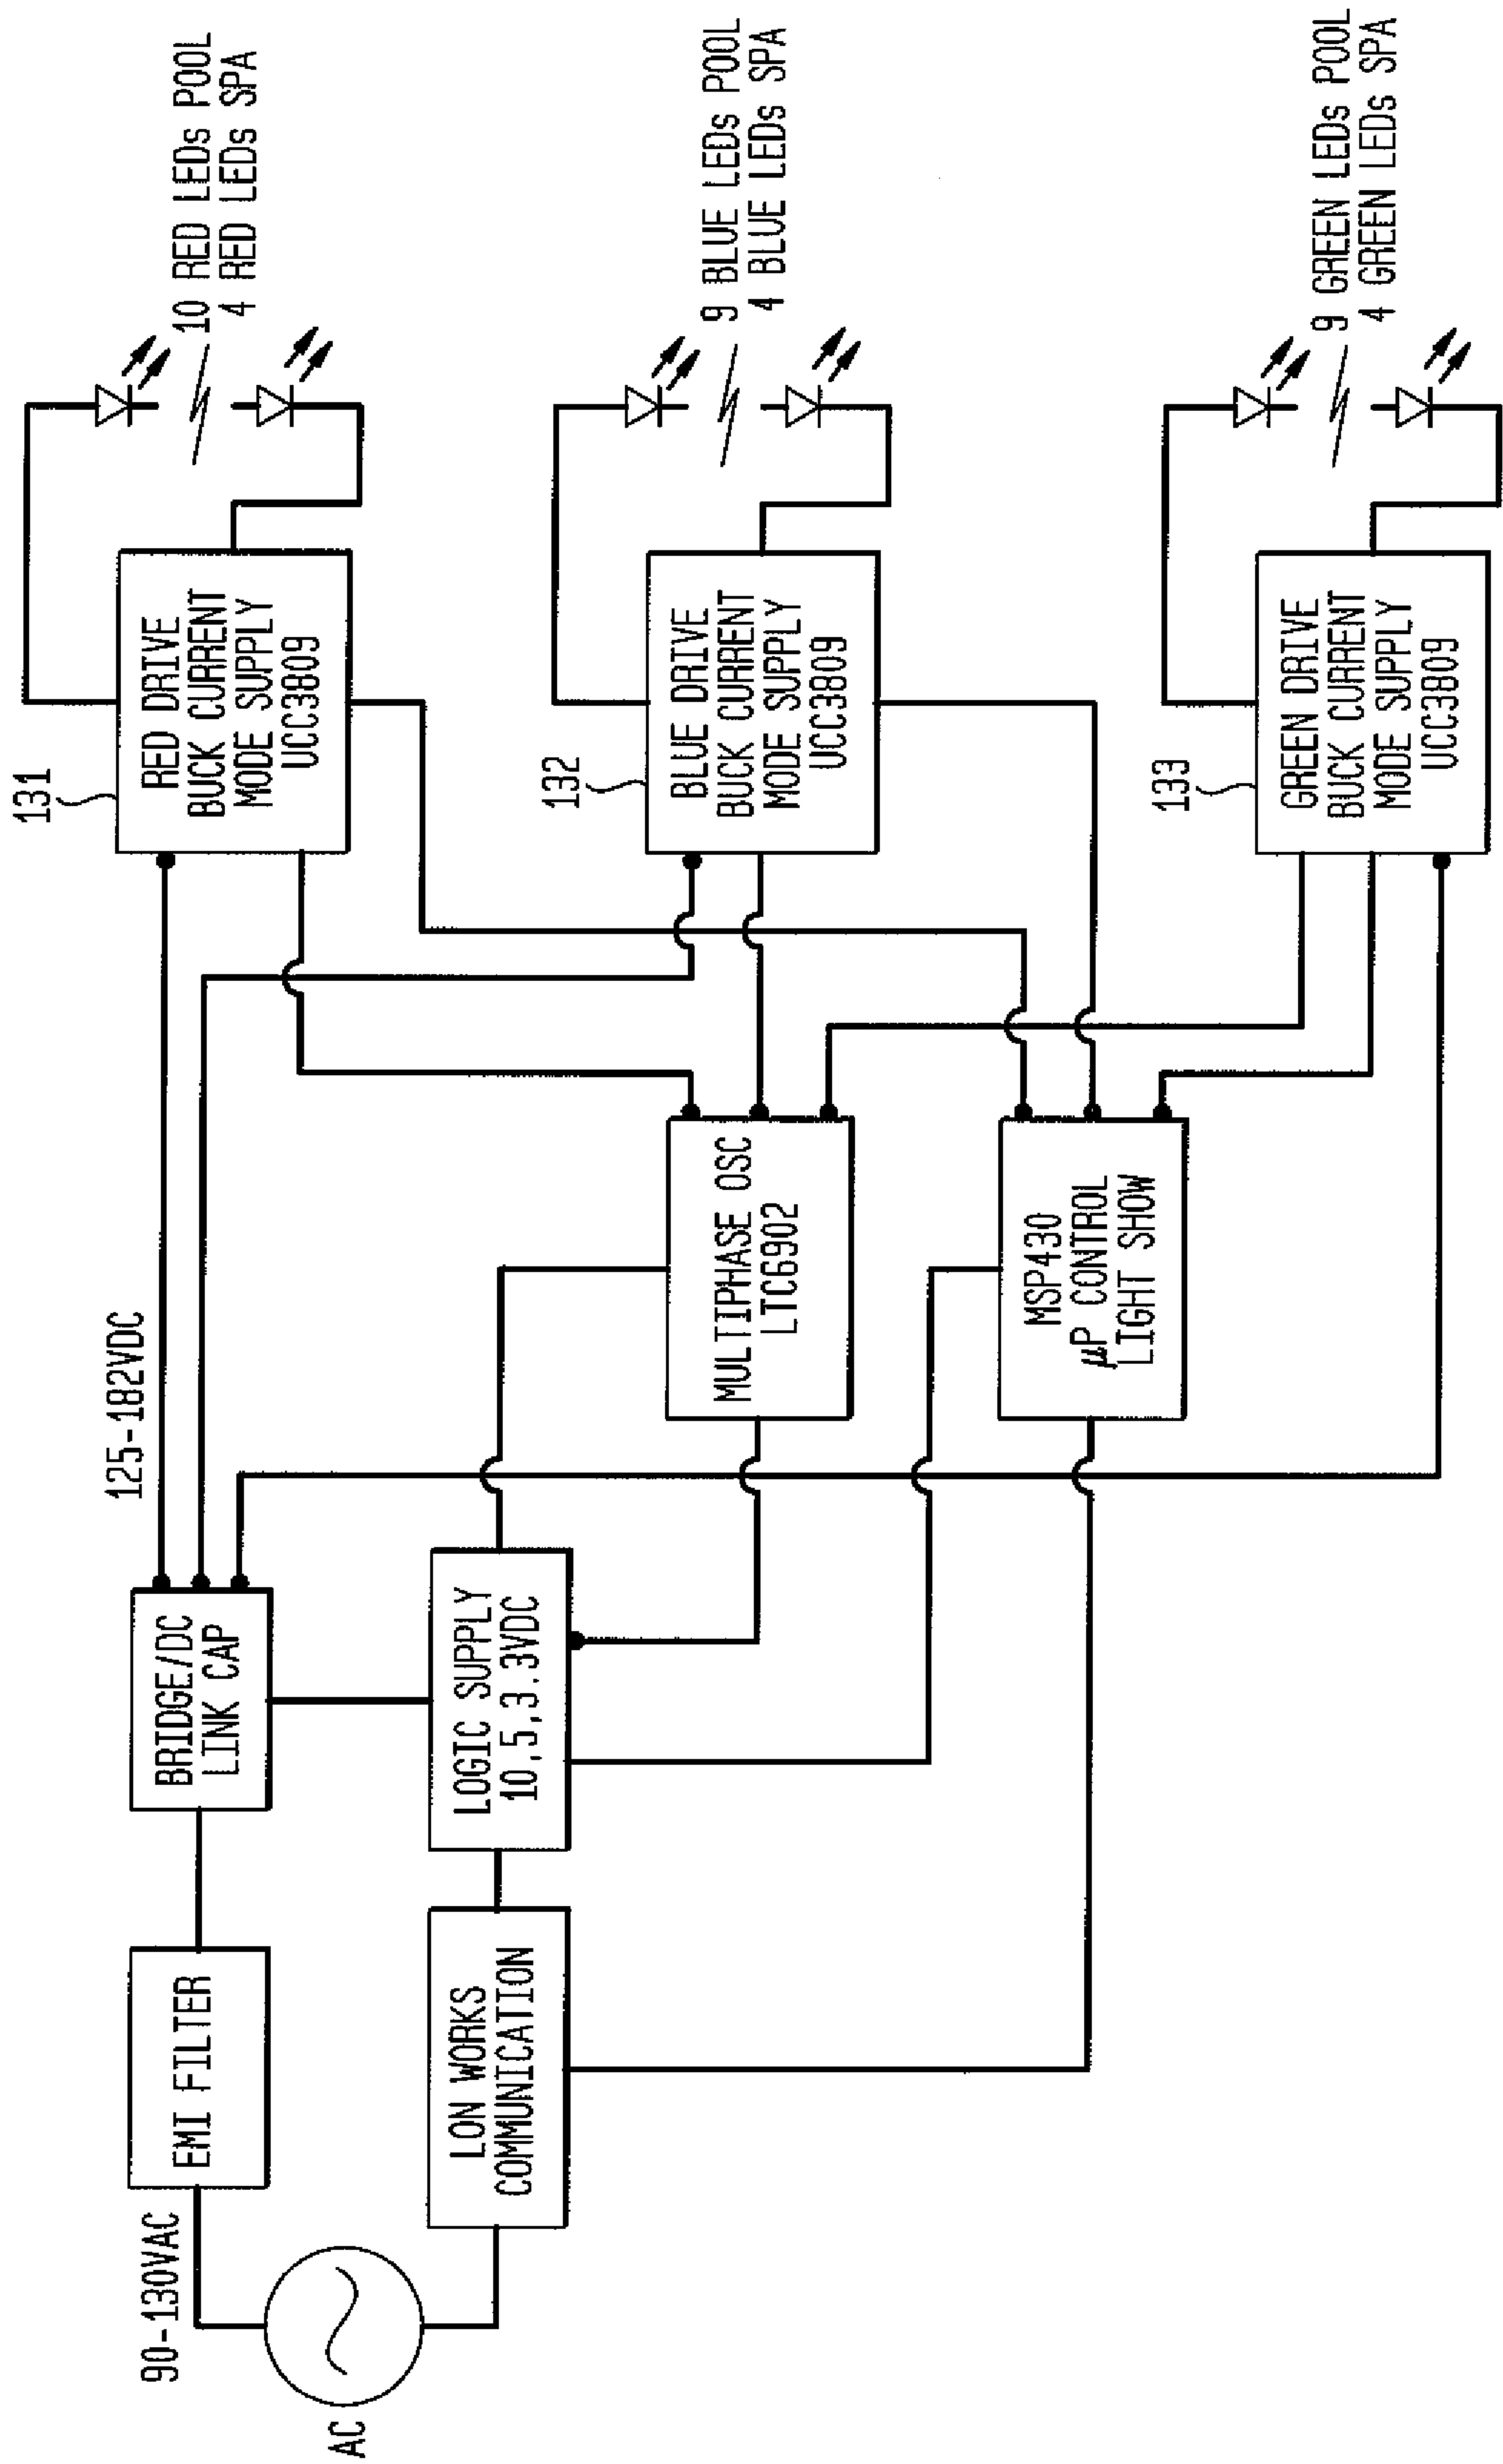 90-130VAC
AC
EMI FILTER
BRIDGE/DC
LINK CAP
125-182VDC
LON WORKS
COMMUNICATION
LOGIC SUPPLY
10,5,3.3VDC
MULTIPHASE OSC
LTC6902
MSP430
µP CONTROL
LIGHT SHOW
131
RED DRIVE
BUCK CURRENT
MODE SUPPLY
UCC3809
10 RED LEDs POOL
4 RED LEDs SPA
132
BLUE DRIVE
BUCK CURRENT
MODE SUPPLY
UCC3809
9 BLUE LEDs POOL
4 BLUE LEDs SPA
133
GREEN DRIVE
BUCK CURRENT
MODE SUPPLY
UCC3809
9 GREEN LEDs POOL
4 GREEN LEDs SPA